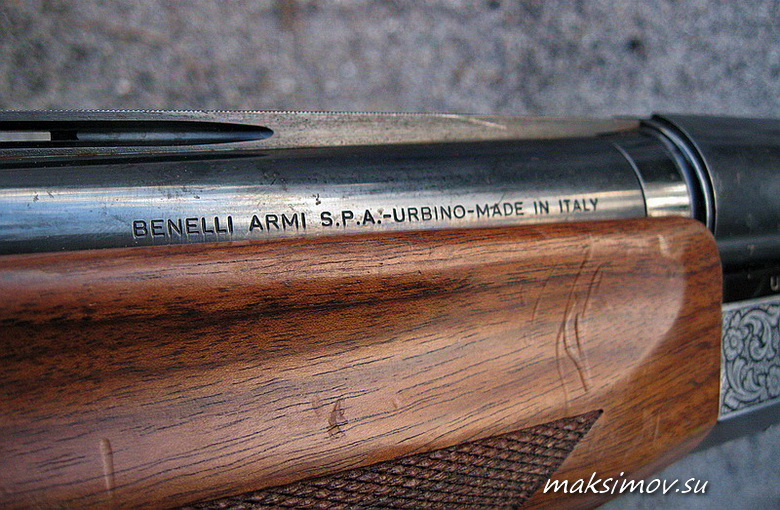 BENELLI ARMI S.P.A.-URBINO-MADE IN ITALY
maksimov.su